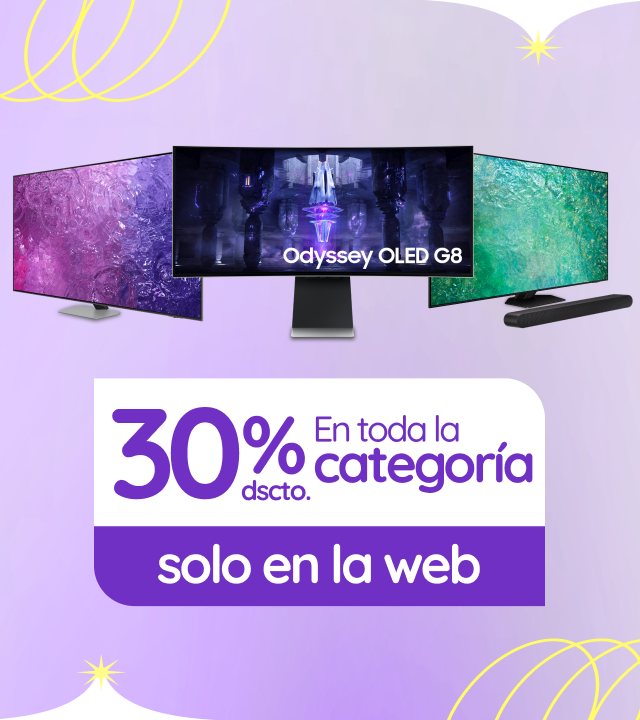 Odyssey OLED G8
30% dscto.
En toda la
categoría
solo en la web